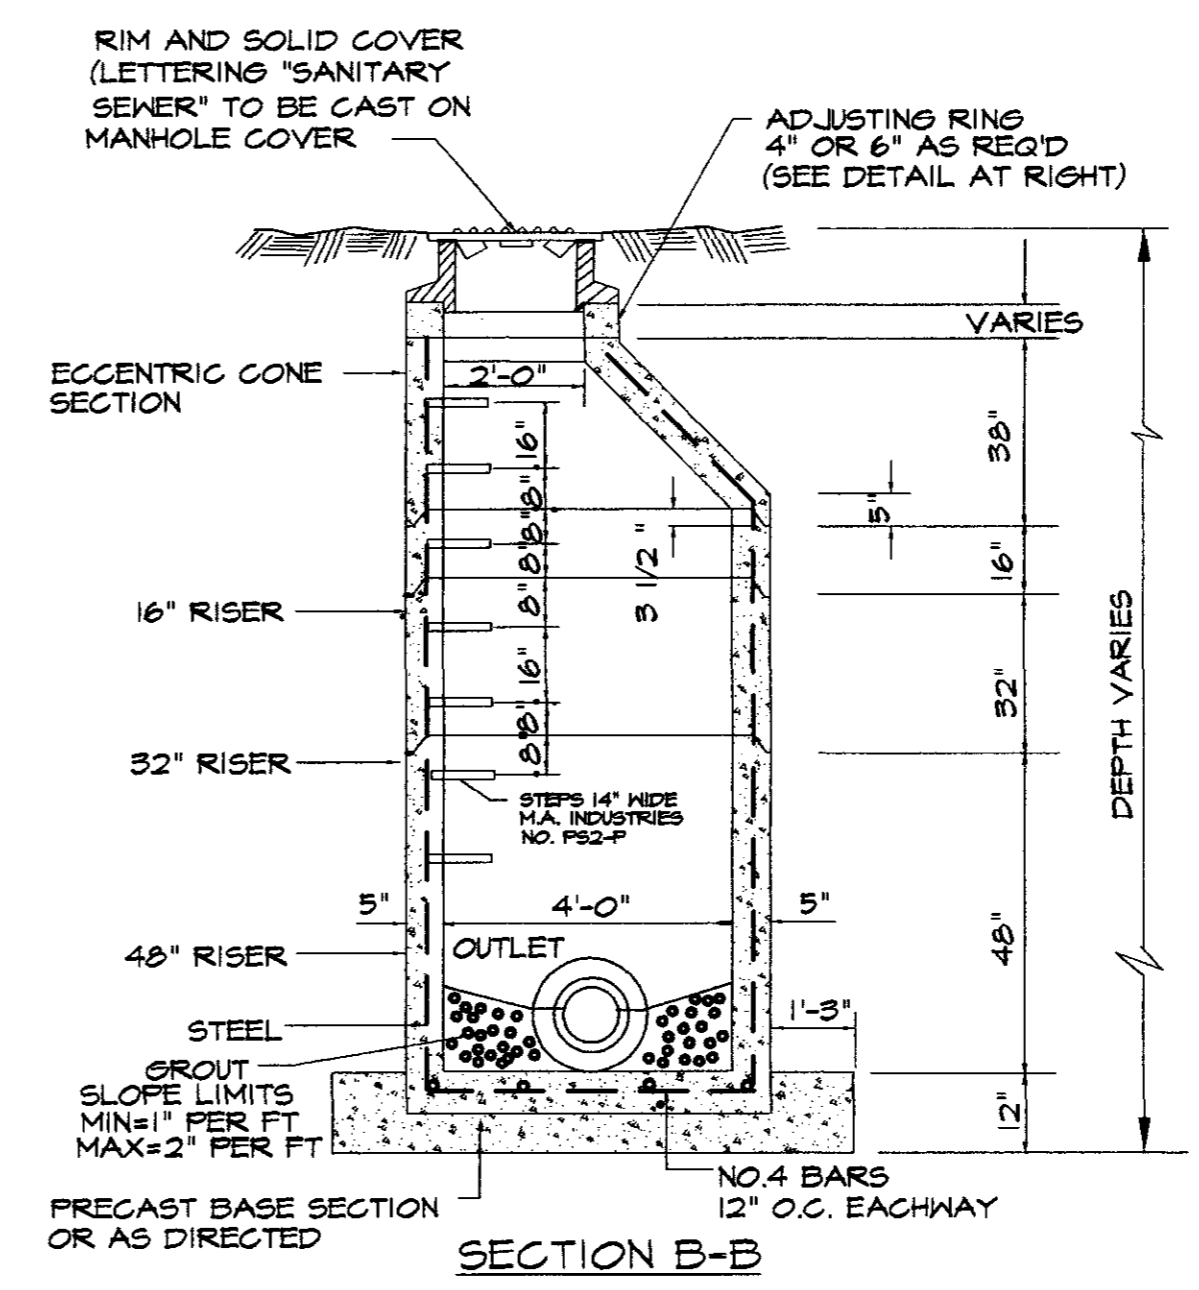 RIM AND SOLID COVER
(LETTERING "SANITARY
SEWER" TO BE CAST ON
MANHOLE COVER
ADJUSTING RING
4" OR 6" AS REQ'D
(SEE DETAIL AT RIGHT)
VARIES
ECCENTRIC CONE
SECTION
2'-0"
16"
8"
8"
8"
8"
16"
8"
8"
3 1/2 "
38"
5"
16"
32"
48"
12"
DEPTH VARIES
16" RISER
32" RISER
STEPS 14" WIDE
M.A. INDUSTRIES
NO. PS2-P
5"
4'-0"
5"
48" RISER
OUTLET
1'-3"
STEEL
GROUT
SLOPE LIMITS
MIN=1" PER FT
MAX=2" PER FT
NO.4 BARS
12" O.C. EACHWAY
PRECAST BASE SECTION
OR AS DIRECTED
SECTION B-B